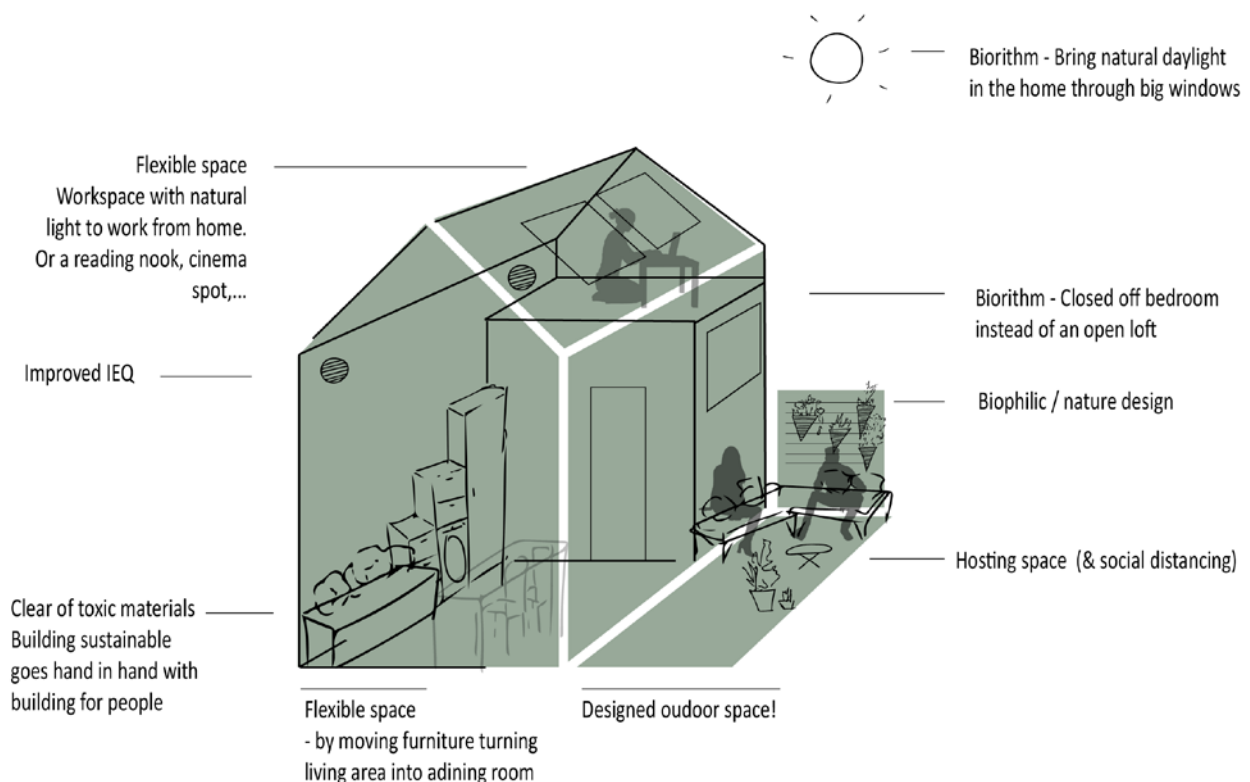 Biorithm - Bring natural daylight
in the home through big windows
Flexible space
Workspace with natural
light to work from home.
Or a reading nook, cinema
spot,...
Biorithm - Closed off bedroom
instead of an open loft
Improved IEQ
Biophilic / nature design
Hosting space (& social distancing)
Clear of toxic materials
Building sustainable
goes hand in hand with
building for people
Flexible space
- by moving furniture turning
living area into adining room
Designed oudoor space!